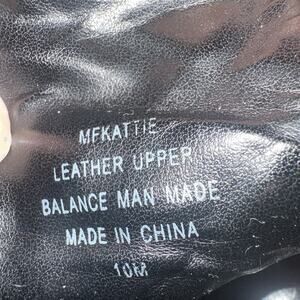 MFKATTIE
LEATHER UPPER
BALANCE MAN MADE
MADE IN CHINA
10M